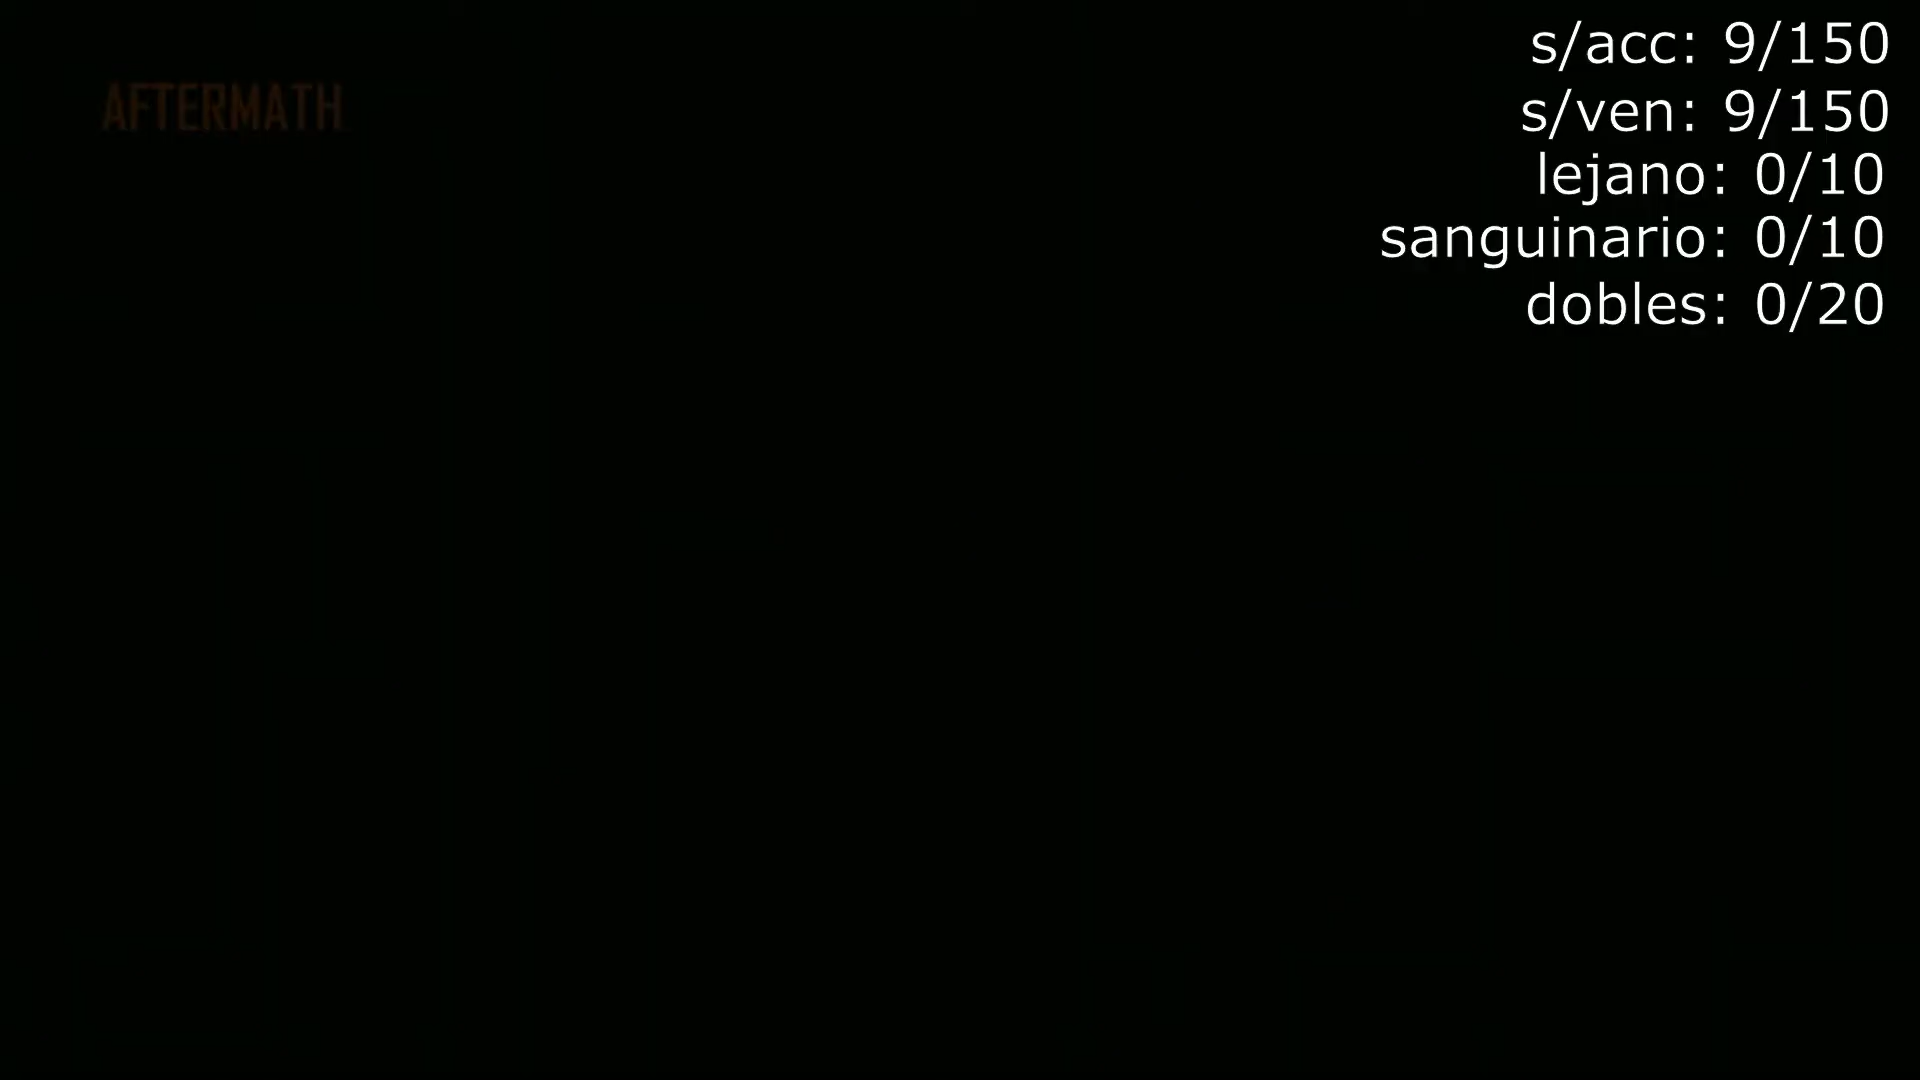 AFTERMATH
s/acc: 9/150
s/ven: 9/150
lejano: 0/10
sanguinario: 0/10
dobles: 0/20